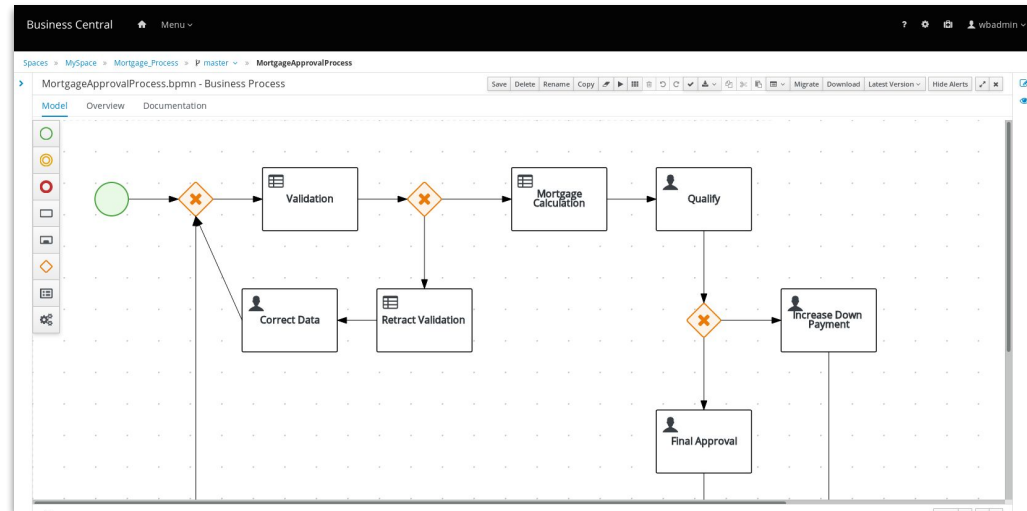 Business Central Menu ? wbadmin
Spaces » MySpace » Mortgage_Process » master » MortgageApprovalProcess
MortgageApprovalProcess.bpmn - Business Process Save Delete Rename Copy Migrate Download Latest Version Hide Alerts
Model Overview Documentation
Validation
Mortgage
Calculation
Qualify
Correct Data
Retract Validation
Increase Down
Payment
Final Approval